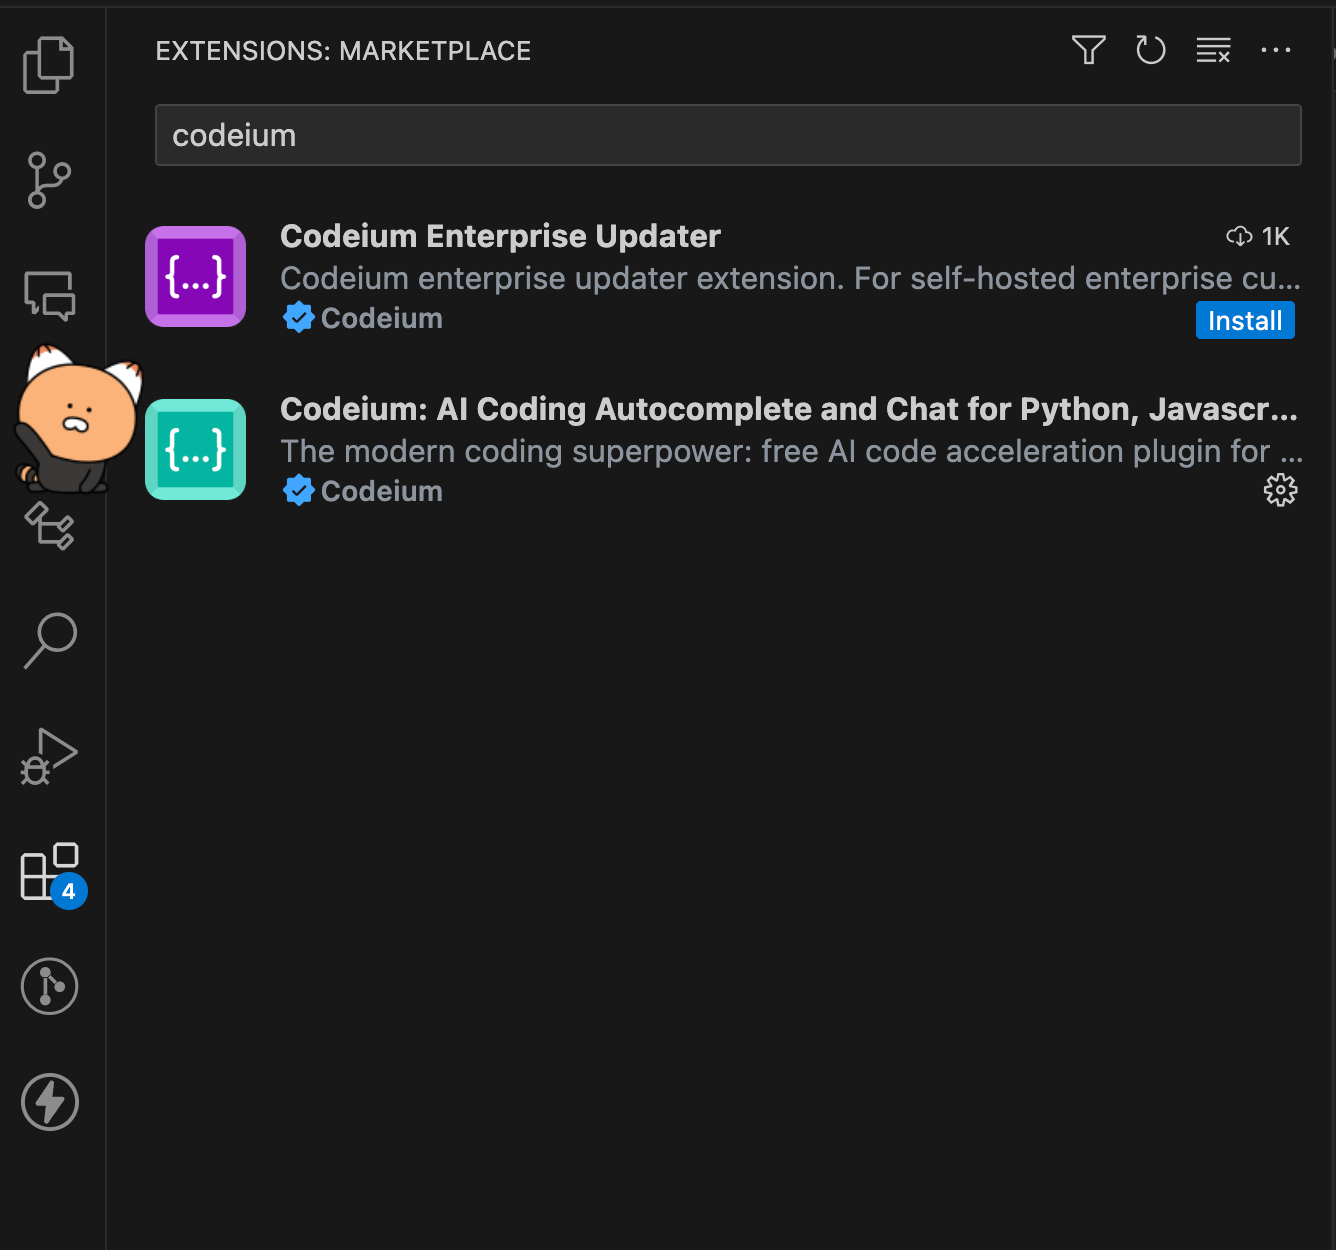 EXTENSIONS: MARKETPLACE
codeium
Codeium Enterprise Updater
1K
Codeium enterprise updater extension. For self-hosted enterprise cu...
Codeium
Install
Codeium: AI Coding Autocomplete and Chat for Python, Javascr...
The modern coding superpower: free AI code acceleration plugin for ...
Codeium
4